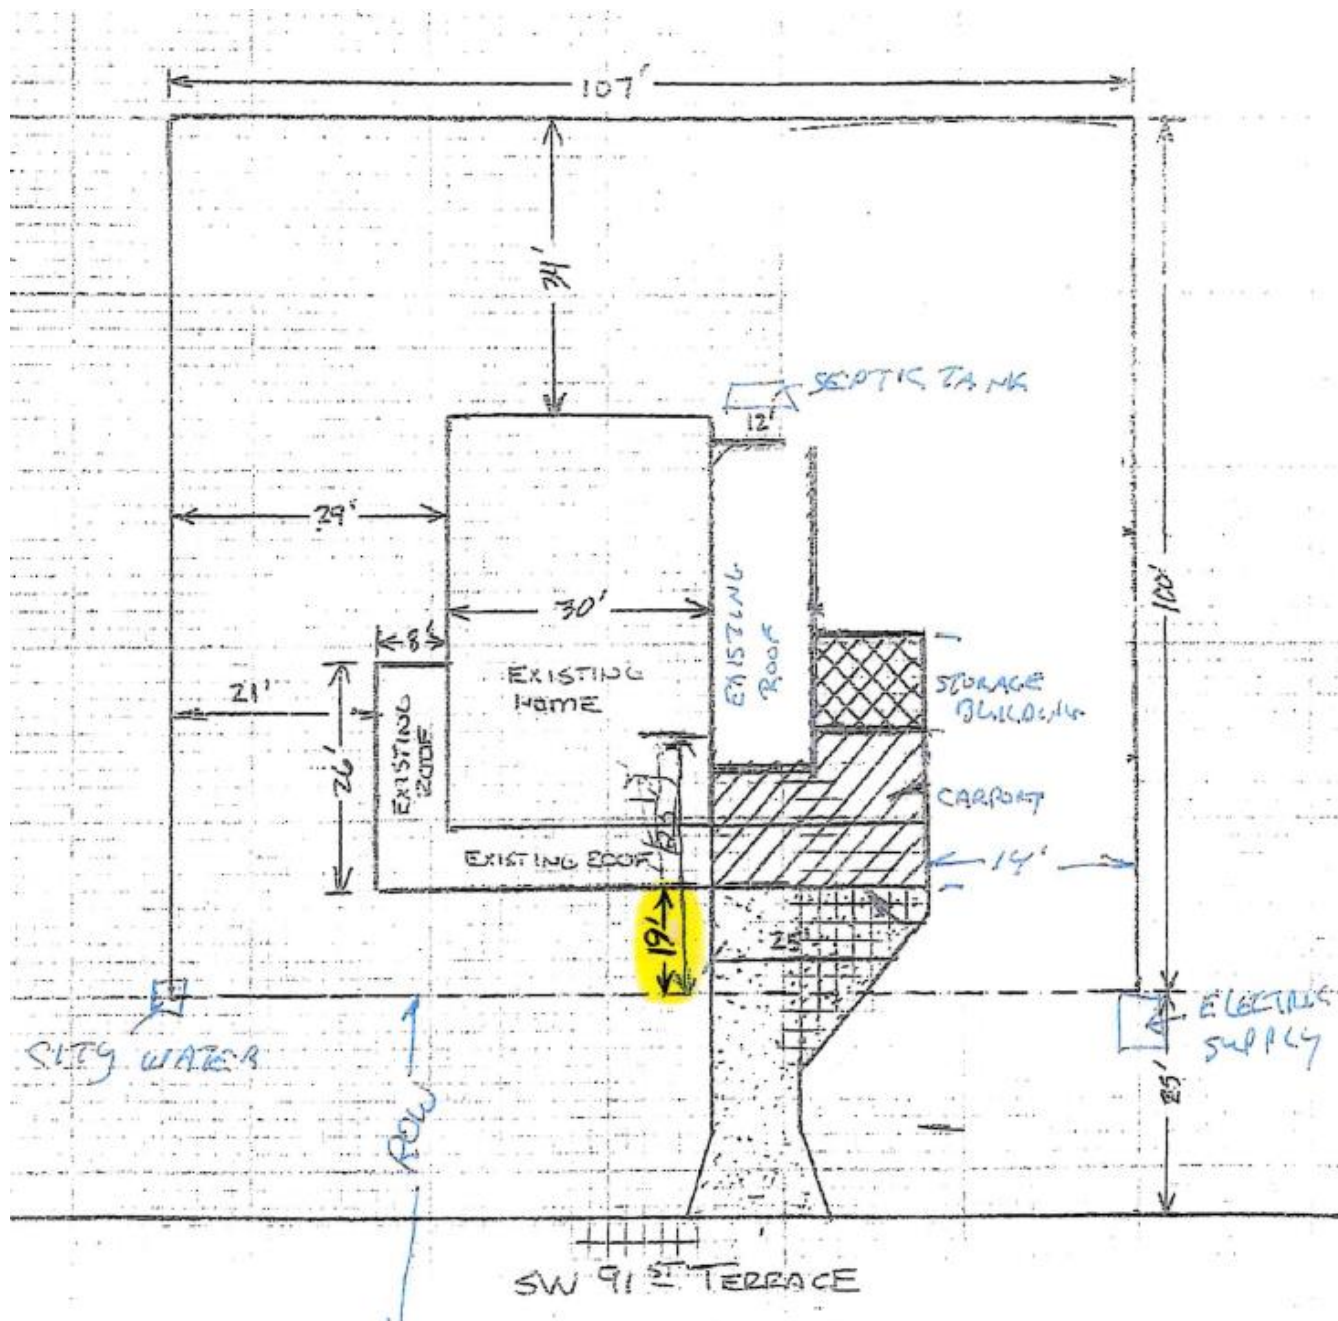 107'
34'
SEPTIC TANK
12'
29'
30'
8'
EXISTING
HOME
EXISTING
ROOF
100'
STORAGE
BUILDING
21'
26'
EXISTING
ROOF
CARPORT
EXISTING ROOF
14'
19'
25'
CITY WATER
ELECTRIC
SUPPLY
ROW
25'
SW 91ST TERRACE